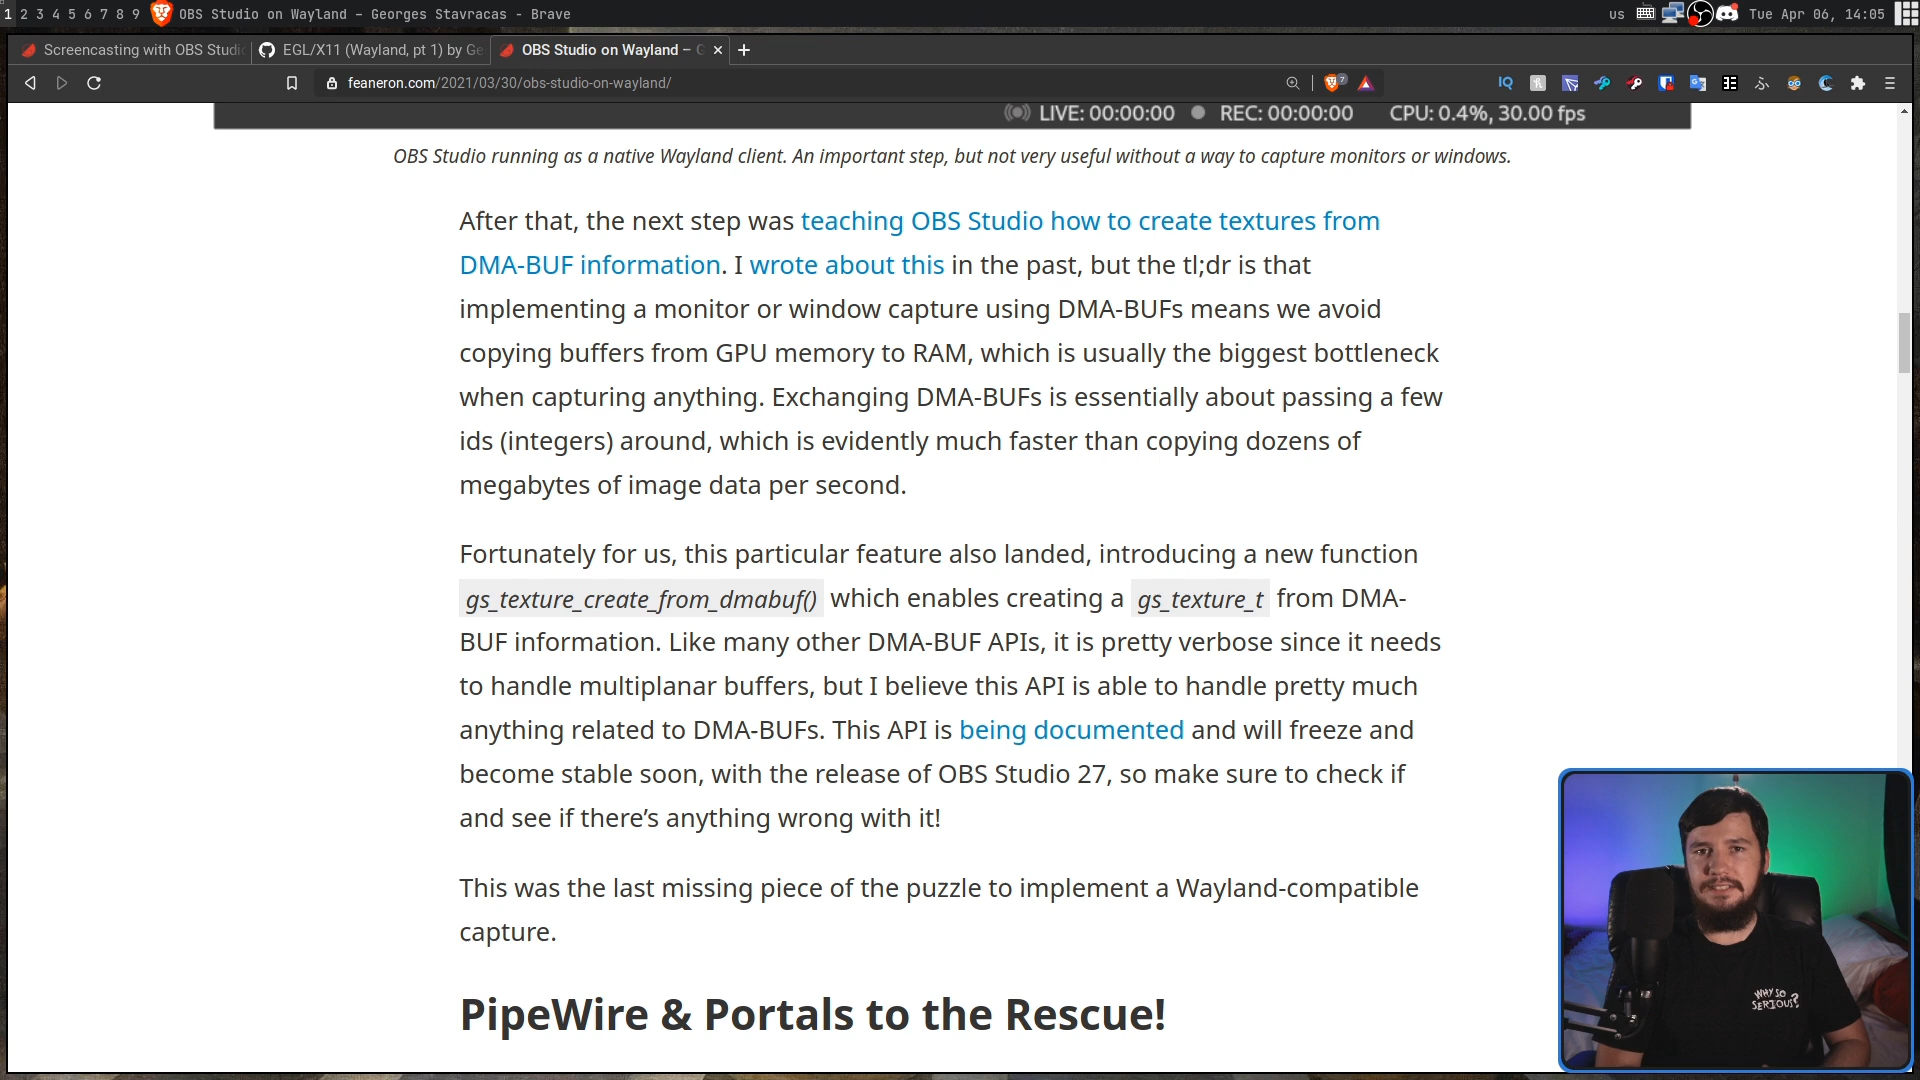 1 2 3 4 5 6 7 8 9 OBS Studio on Wayland – Georges Stavracas - Brave us Tue Apr 06, 14:05
Screencasting with OBS Studi EGL/X11 (Wayland, pt 1) by Ge OBS Studio on Wayland – G
feaneron.com/2021/03/30/obs-studio-on-wayland/ 7 IQ
LIVE: 00:00:00 REC: 00:00:00 CPU: 0.4%, 30.00 fps
OBS Studio running as a native Wayland client. An important step, but not very useful without a way to capture monitors or windows.
After that, the next step was teaching OBS Studio how to create textures from
DMA-BUF information. I wrote about this in the past, but the tl;dr is that
implementing a monitor or window capture using DMA-BUFs means we avoid
copying buffers from GPU memory to RAM, which is usually the biggest bottleneck
when capturing anything. Exchanging DMA-BUFs is essentially about passing a few
ids (integers) around, which is evidently much faster than copying dozens of
megabytes of image data per second.
Fortunately for us, this particular feature also landed, introducing a new function
gs_texture_create_from_dmabuf() which enables creating a gs_texture_t from DMA-
BUF information. Like many other DMA-BUF APIs, it is pretty verbose since it needs
to handle multiplanar buffers, but I believe this API is able to handle pretty much
anything related to DMA-BUFs. This API is being documented and will freeze and
become stable soon, with the release of OBS Studio 27, so make sure to check if
and see if there’s anything wrong with it!
This was the last missing piece of the puzzle to implement a Wayland-compatible
capture.
PipeWire & Portals to the Rescue!
WHY SO
SERIOUS?